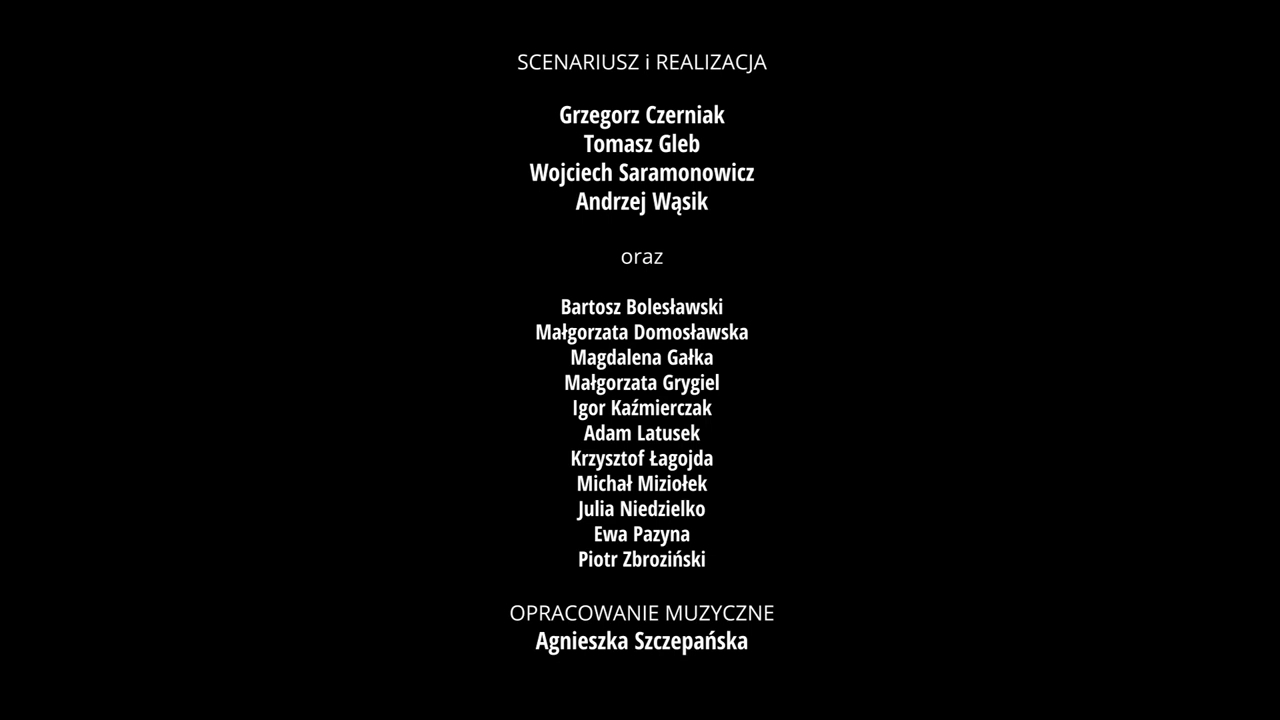 SCENARIUSZ i REALIZACJA
Grzegorz Czerniak
Tomasz Gleb
Wojciech Saramonowicz
Andrzej Wąsik
oraz
Bartosz Bolesławski
Małgorzata Domosławska
Magdalena Gałka
Małgorzata Grygiel
Igor Kaźmierczak
Adam Latusek
Krzysztof Łagojda
Michał Miziołek
Julia Niedzielko
Ewa Pazyna
Piotr Zbroziński
OPRACOWANIE MUZYCZNE
Agnieszka Szczepańska